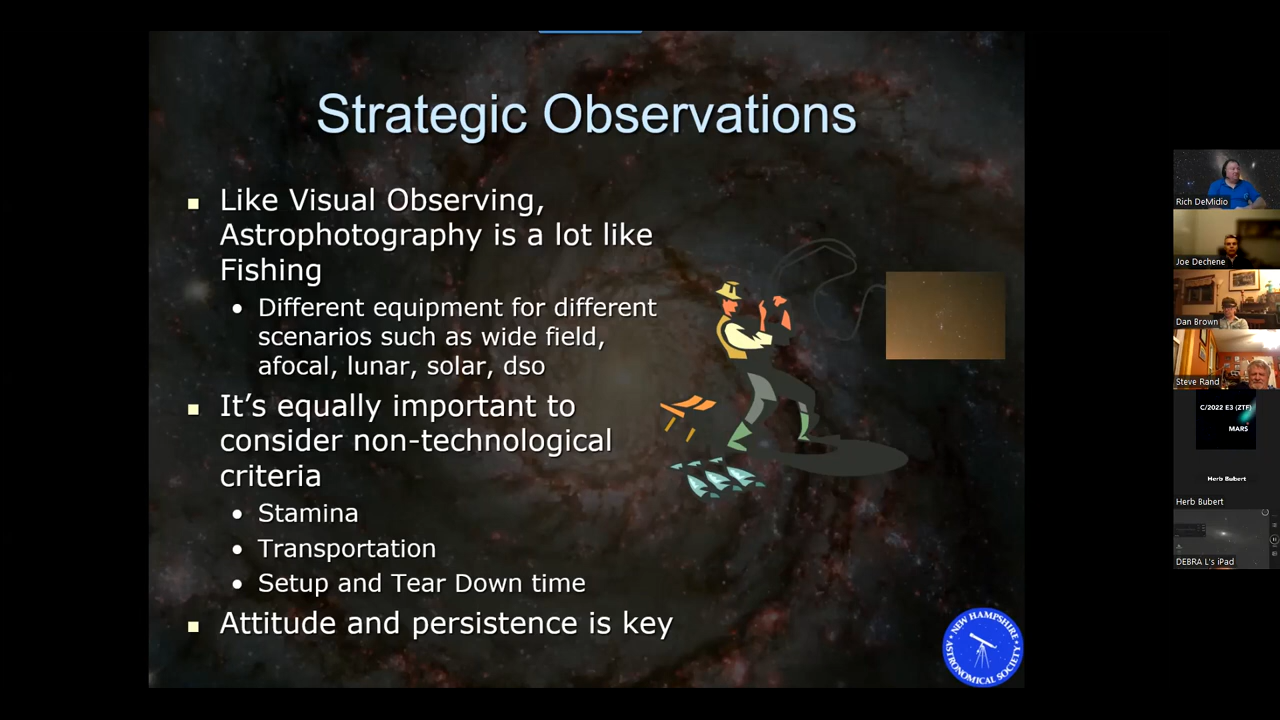 Strategic Observations
Like Visual Observing,
Astrophotography is a lot like
Fishing
Different equipment for different
scenarios such as wide field,
afocal, lunar, solar, dso
It's equally important to
consider non-technological
criteria
Stamina
Transportation
Setup and Tear Down time
Attitude and persistence is key
NEW HAMPSHIRE
ASTRONOMICAL SOCIETY
Rich DeMidio
Joe Dechene
Dan Brown
Steve Rand
C/2022 E3 (ZTF)
MARS
Herb Bubert
Herb Bubert
DEBRA L's iPad